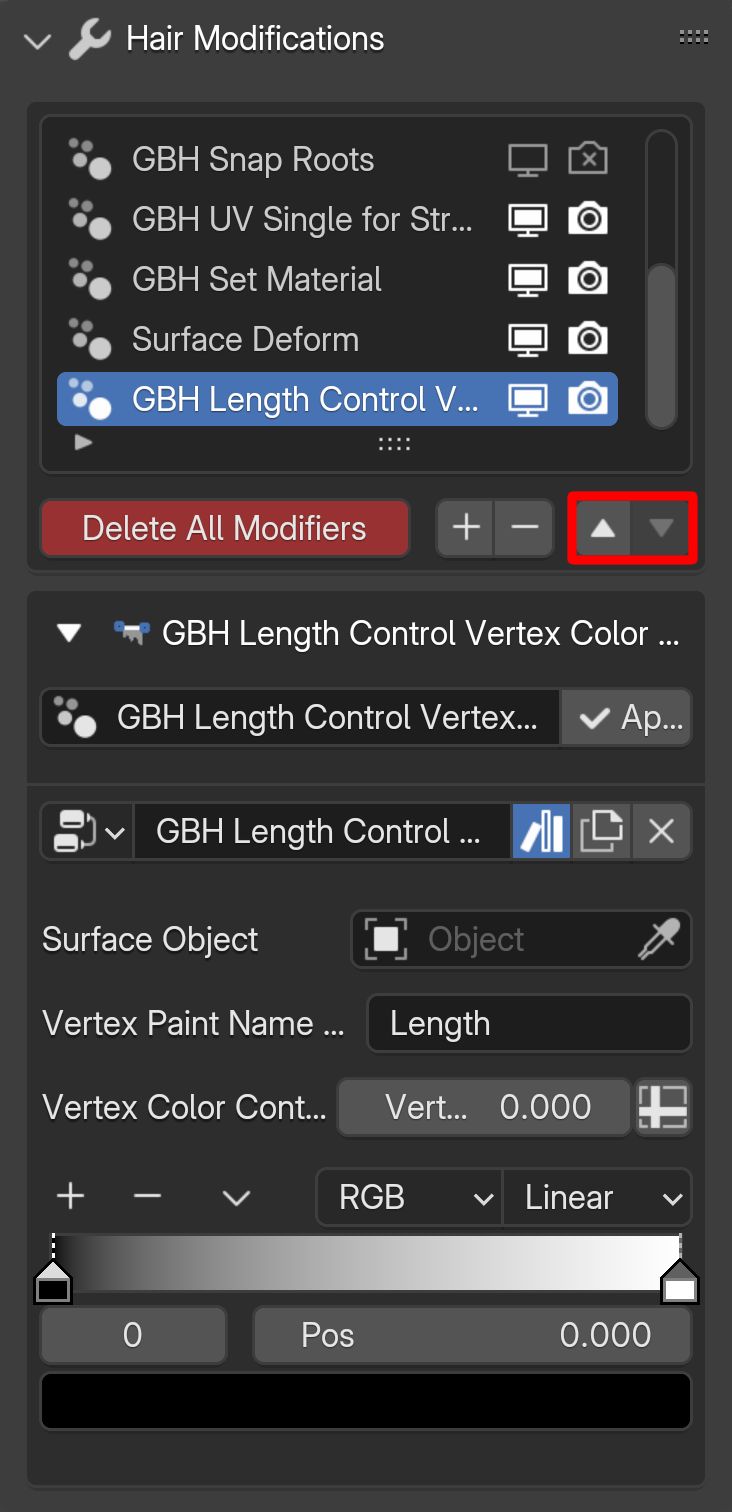 Hair Modifications
GBH Snap Roots
GBH UV Single for Str...
GBH Set Material
Surface Deform
GBH Length Control V...
Delete All Modifiers
GBH Length Control Vertex Color ...
GBH Length Control Vertex... Ap...
GBH Length Control ...
Surface Object Object
Vertex Paint Name ... Length
Vertex Color Cont... Vert... 0.000
RGB Linear
0 Pos 0.000